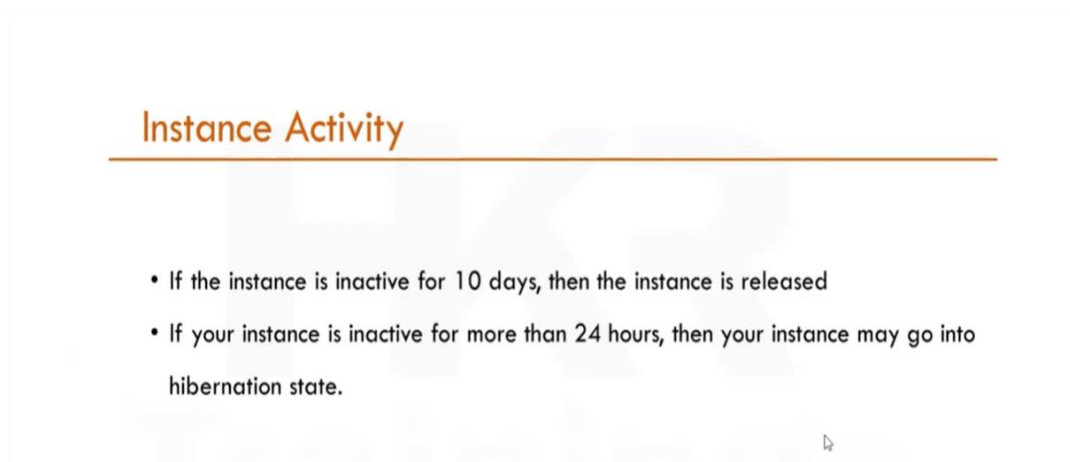 Instance Activity
• If the instance is inactive for 10 days, then the instance is released
• If your instance is inactive for more than 24 hours, then your instance may go into
hibernation state.
HKR